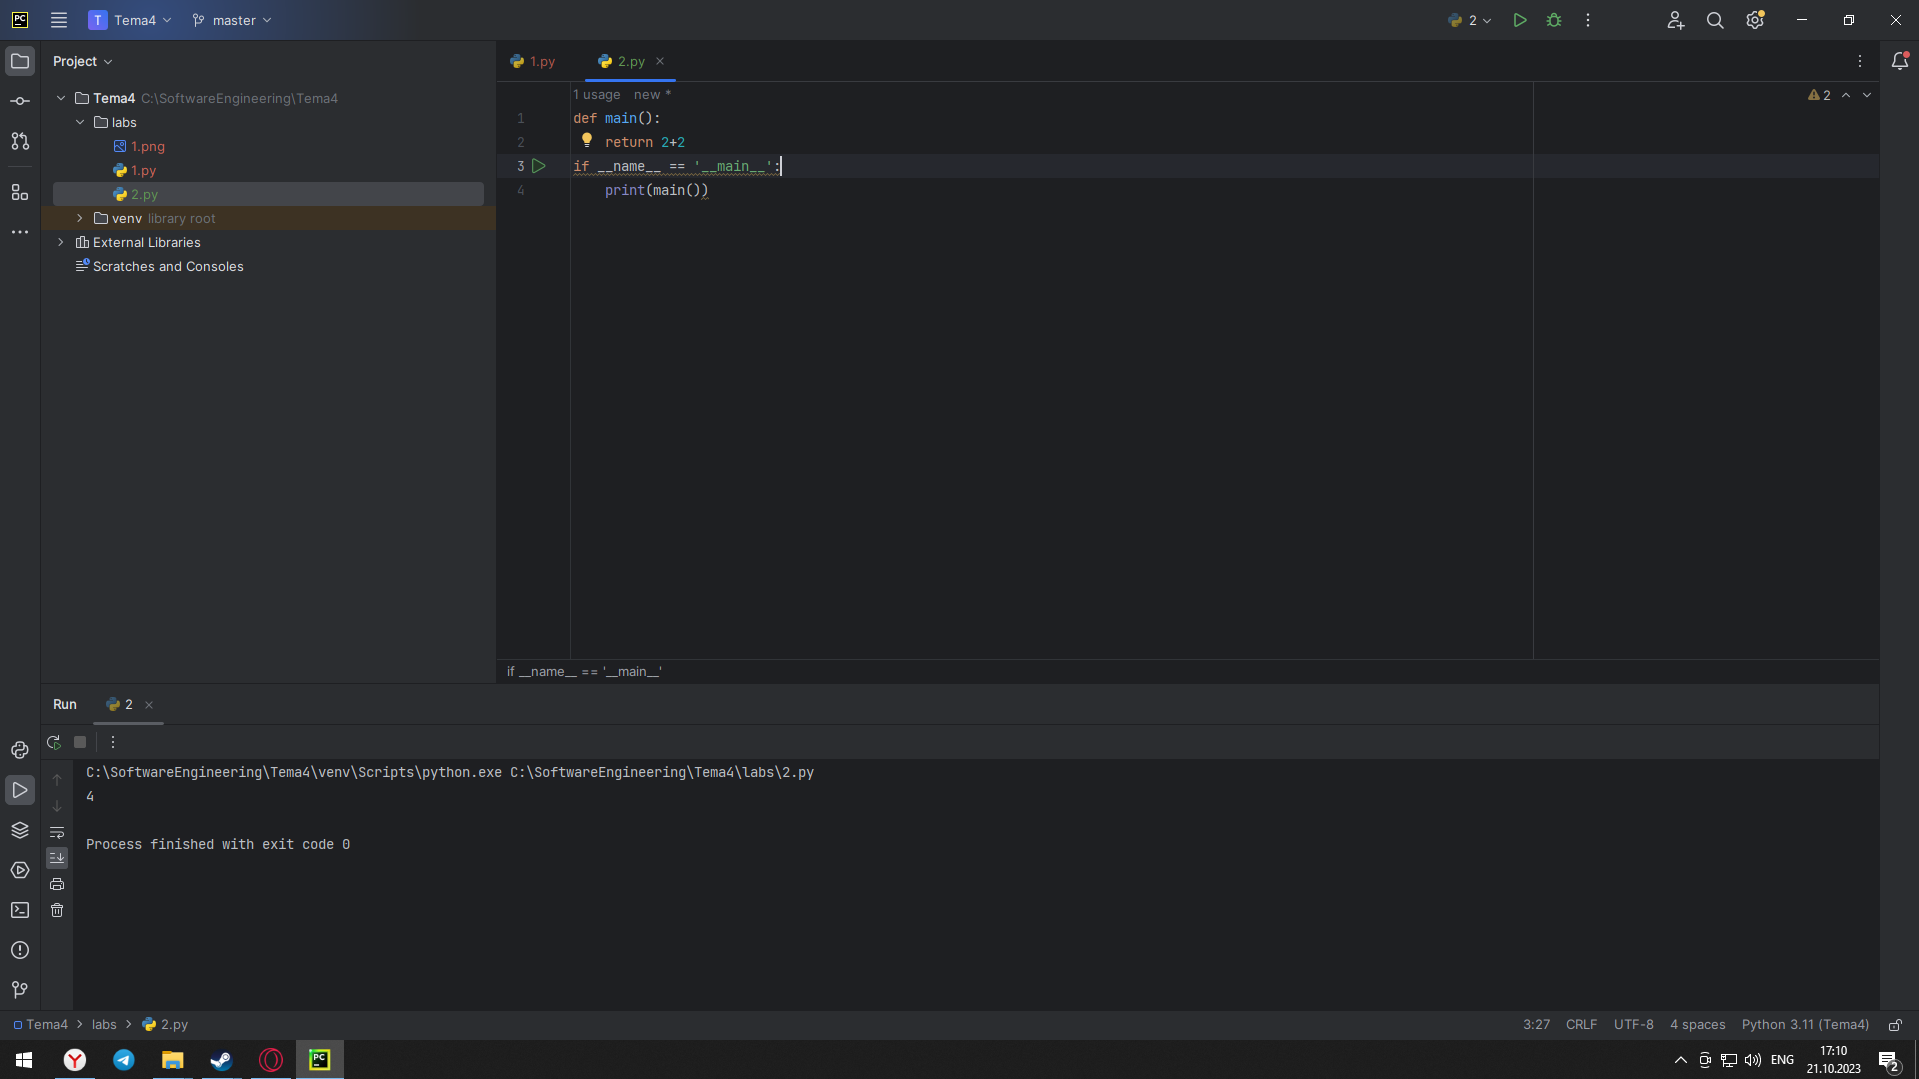 PC T Tema4 master 2
Project
1.py 2.py
Tema4 C:\SoftwareEngineering\Tema4
1 usage new *
2
labs
1 def main():
1.png
2 return 2+2
1.py
3 if __name__ == '__main__':
2.py
4 print(main())
venv library root
External Libraries
Scratches and Consoles
if __name__ == '__main__'
Run 2
C:\SoftwareEngineering\Tema4\venv\Scripts\python.exe C:\SoftwareEngineering\Tema4\labs\2.py
4
Process finished with exit code 0
Tema4 labs 2.py
3:27 CRLF UTF-8 4 spaces Python 3.11 (Tema4)
Y PC ENG 17:10
21.10.2023
2